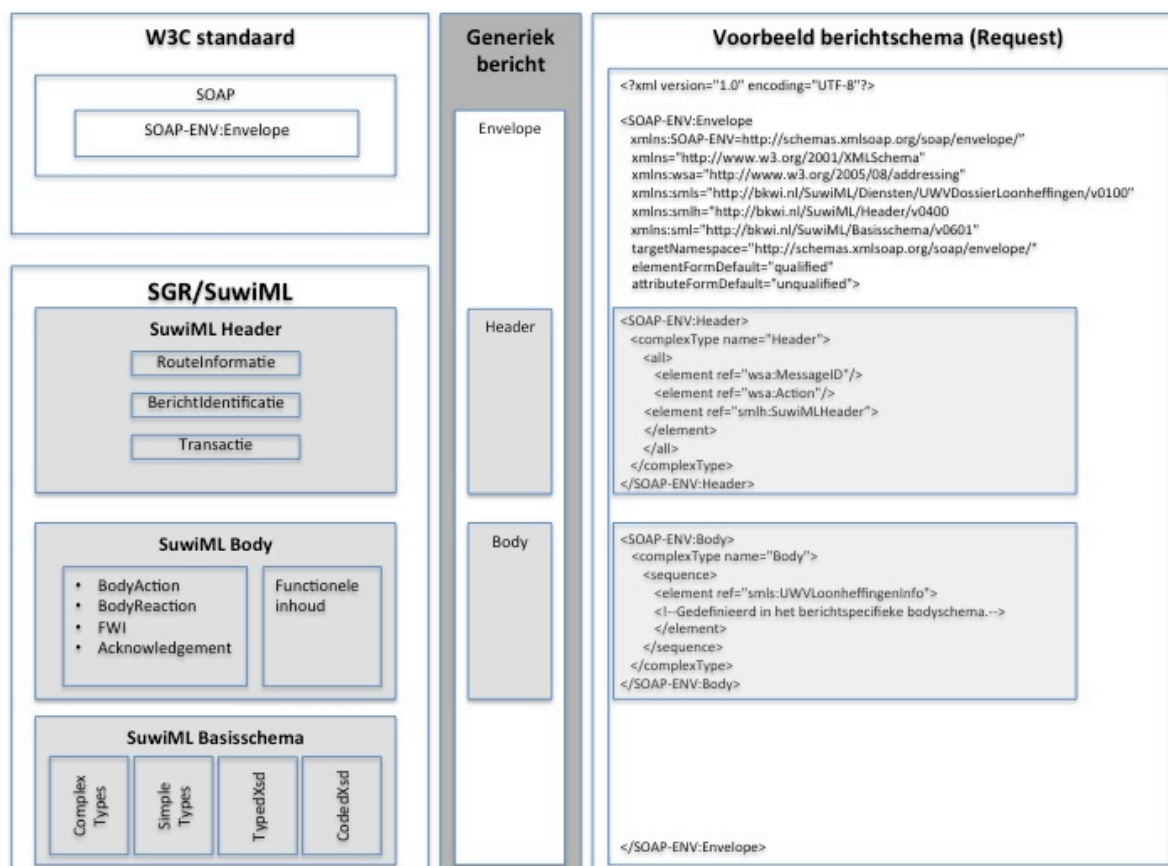 W3C standaard
SOAP
SOAP-ENV:Envelope
SGR/SuwiML
SuwiML Header
RouteInformatie
BerichtIdentificatie
Transactie
SuwiML Body
• BodyAction
• BodyReaction
• FWI
• Acknowledgement
Functionele
inhoud
SuwiML Basisschema
Complex
Types
Simple
Types
TypedXsd
CodedXsd
Generiek
bericht
Envelope
Header
Body
Voorbeeld berichtschema (Request)
<?xml version="1.0" encoding="UTF-8"?>
<SOAP-ENV:Envelope
xmlns:SOAP-ENV=http://schemas.xmlsoap.org/soap/envelope/"
xmlns="http://www.w3.org/2001/XMLSchema"
xmlns:wsa="http://www.w3.org/2005/08/addressing"
xmlns:smls="http://bkwi.nl/SuwiML/Diensten/UWVDossierLoonheffingen/v0100"
xmlns:smlh="http://bkwi.nl/SuwiML/Header/v0400
xmlns:sml="http://bkwi.nl/SuwiML/Basisschema/v0601"
targetNamespace="http://schemas.xmlsoap.org/soap/envelope/"
elementFormDefault="qualified"
attributeFormDefault="unqualified">
<SOAP-ENV:Header>
<complexType name="Header">
<all>
<element ref="wsa:MessageID"/>
<element ref="wsa:Action"/>
<element ref="smlh:SuwiMLHeader">
</element>
</all>
</complexType>
</SOAP-ENV:Header>
<SOAP-ENV:Body>
<complexType name="Body">
<sequence>
<element ref="smls:UWVLoonheffingenInfo">
<!--Gedefinieerd in het berichtspecifieke bodyschema.-->
</element>
</sequence>
</complexType>
</SOAP-ENV:Body>
</SOAP-ENV:Envelope>